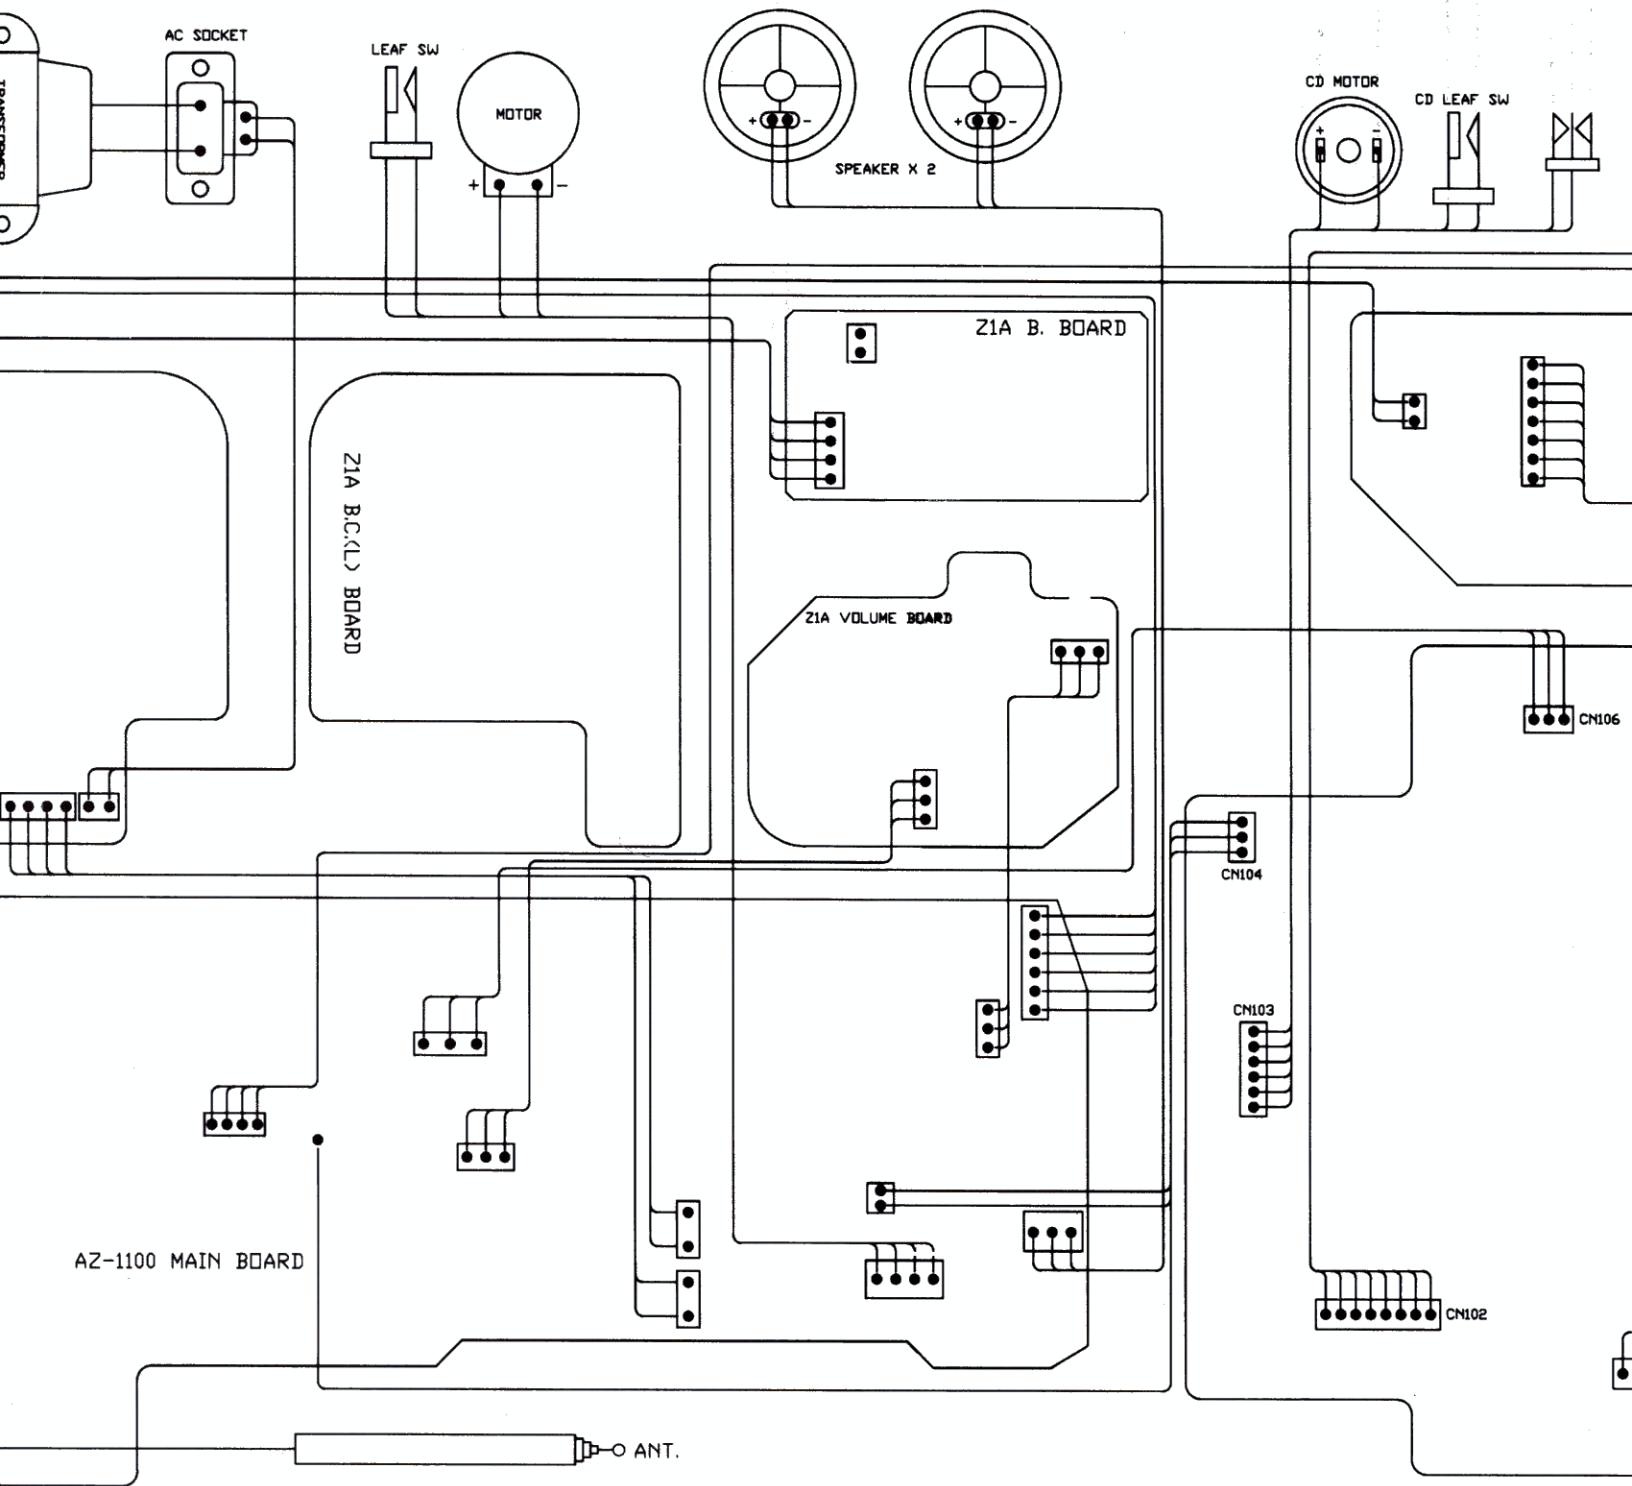 AC SOCKET
LEAF SW
MOTOR
+ -
+ -
+ -
SPEAKER X 2
CD MOTOR
+ -
CD LEAF SW
TRANSFORMER
Z1A B. BOARD
Z1A B.C.(L) BOARD
Z1A VOLUME BOARD
CN106
CN104
CN103
AZ-1100 MAIN BOARD
CN102
ANT.